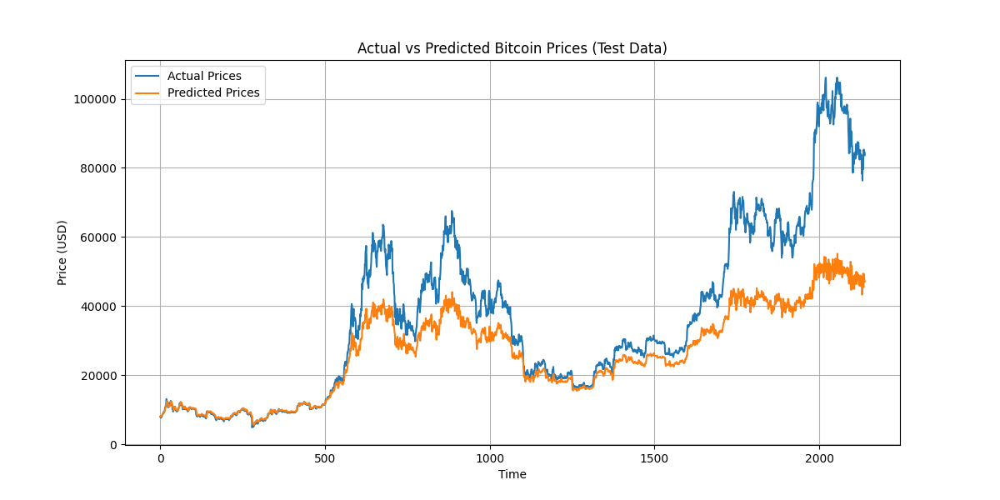 Actual vs Predicted Bitcoin Prices (Test Data)
Actual Prices
Predicted Prices
Price (USD)
100000
80000
60000
40000
20000
0
0 500 1000 1500 2000
Time